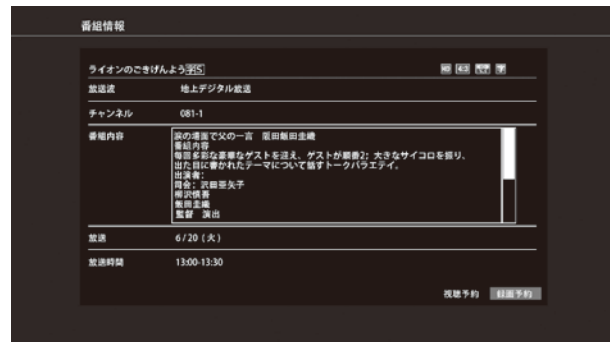 番組情報
ライオンのごきげんよう字S
HD 4:3 字
放送波 地上デジタル放送
チャンネル 081-1
番組内容 涙の場面で父の一言 阪田飯田圭織
番組内容
毎回多彩な豪華なゲストを迎え、ゲストが順番2; 大きなサイコロを振り、
出た目に書かれたテーマについて話すトークバラエテイ。
出演者:
司会; 沢田亜矢子
柳沢慎吾
飯田圭織
監督 演出
放送 6/20 (火)
放送時間 13:00-13:30
視聴予約 録画予約